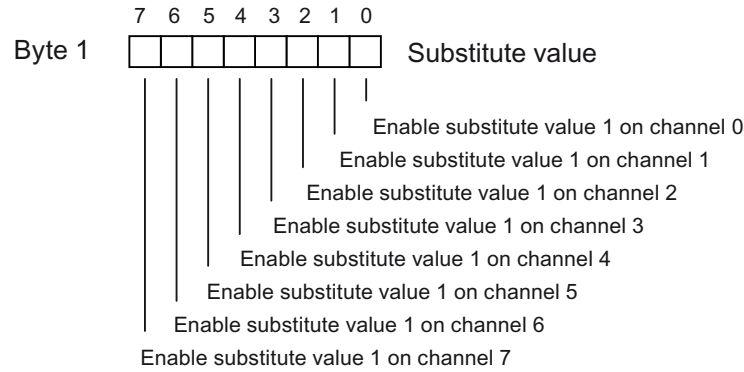 7 6 5 4 3 2 1 0
Byte 1 Substitute value
Enable substitute value 1 on channel 0
Enable substitute value 1 on channel 1
Enable substitute value 1 on channel 2
Enable substitute value 1 on channel 3
Enable substitute value 1 on channel 4
Enable substitute value 1 on channel 5
Enable substitute value 1 on channel 6
Enable substitute value 1 on channel 7